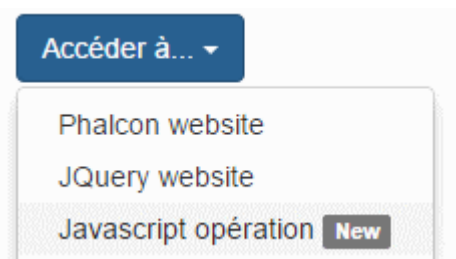 Accéder à...
Phalcon website
JQuery website
Javascript opération New